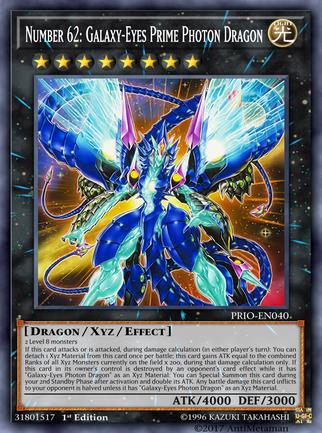 NUMBER 62: GALAXY-EYES PRIME PHOTON DRAGON
LIGHT
光
PRIO-EN040
[DRAGON / XYZ / EFFECT]
2 Level 8 monsters
If this card attacks or is attacked, during damage calculation (in either player's turn): You can
detach 1 Xyz Material from this card once per battle; this card gains ATK equal to the combined
Ranks of all Xyz Monsters currently on the field x 200, during that damage calculation only. If
this card in its owner's control is destroyed by an opponent's card effect while it has
"Galaxy-Eyes Photon Dragon" as an Xyz Material: You can Special Summon this card during
your 2nd Standby Phase after activation and double its ATK. Any battle damage this card inflicts
to your opponent is halved unless it has "Galaxy-Eyes Photon Dragon" as an Xyz Material.
ATK/4000 DEF/3000
31801517 1st Edition ©1996 KAZUKI TAKAHASHI
©2017 AntiMetaman